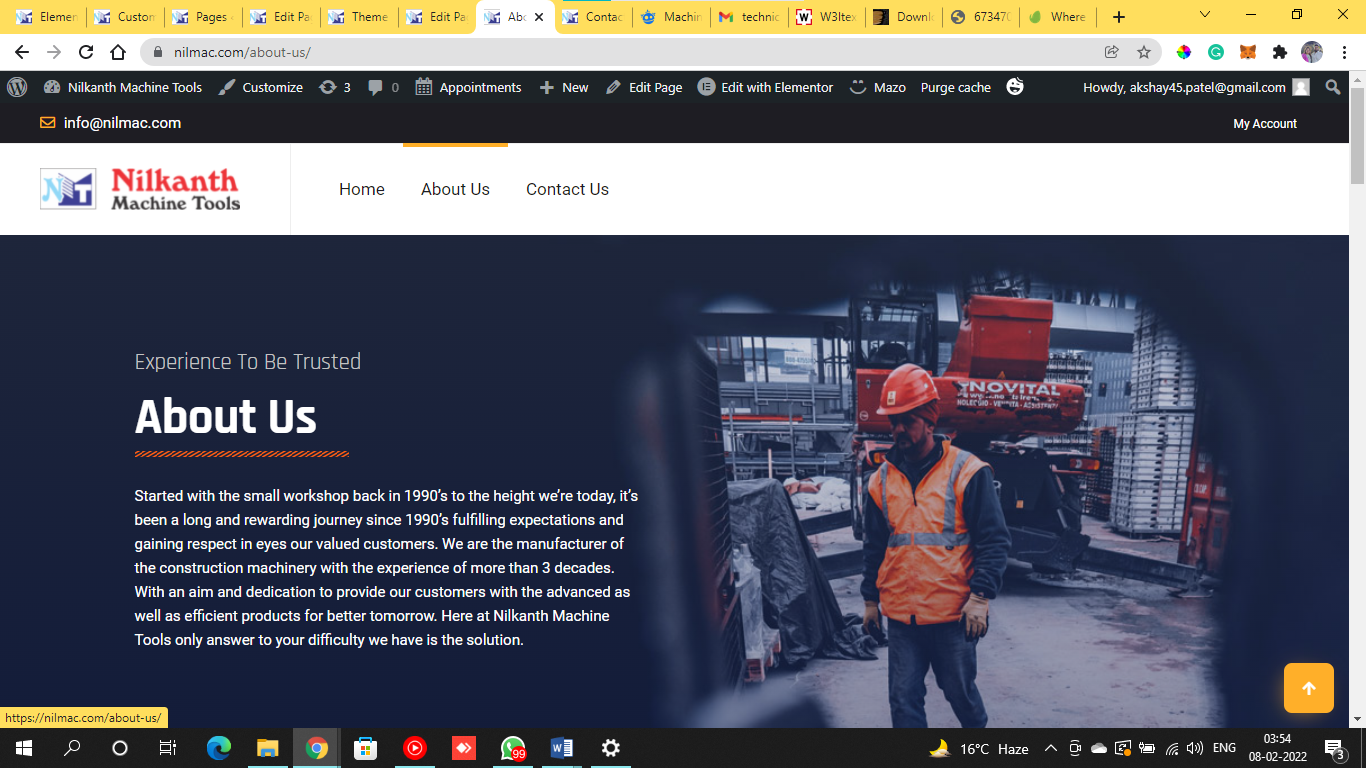 Elemen
Custom
Pages
Edit Pa
Theme
Edit Pa
Abo
Contac
Machin
technic
W3ltex
Downl
67347
Where
nilmac.com/about-us/
Nilkanth Machine Tools Customize 3 0 Appointments New Edit Page Edit with Elementor Mazo Purge cache Howdy, akshay45.patel@gmail.com
info@nilmac.com My Account
NT Nilkanth
Machine Tools
Home About Us Contact Us
Experience To Be Trusted
About Us
Started with the small workshop back in 1990’s to the height we’re today, it’s
been a long and rewarding journey since 1990’s fulfilling expectations and
gaining respect in eyes our valued customers. We are the manufacturer of
the construction machinery with the experience of more than 3 decades.
With an aim and dedication to provide our customers with the advanced as
well as efficient products for better tomorrow. Here at Nilkanth Machine
Tools only answer to your difficulty we have is the solution.
NOVITAL
NOLEGGIO - VENDITA - ASSISTENZA
https://nilmac.com/about-us/
99
16°C Haze ENG 03:54
08-02-2022
3